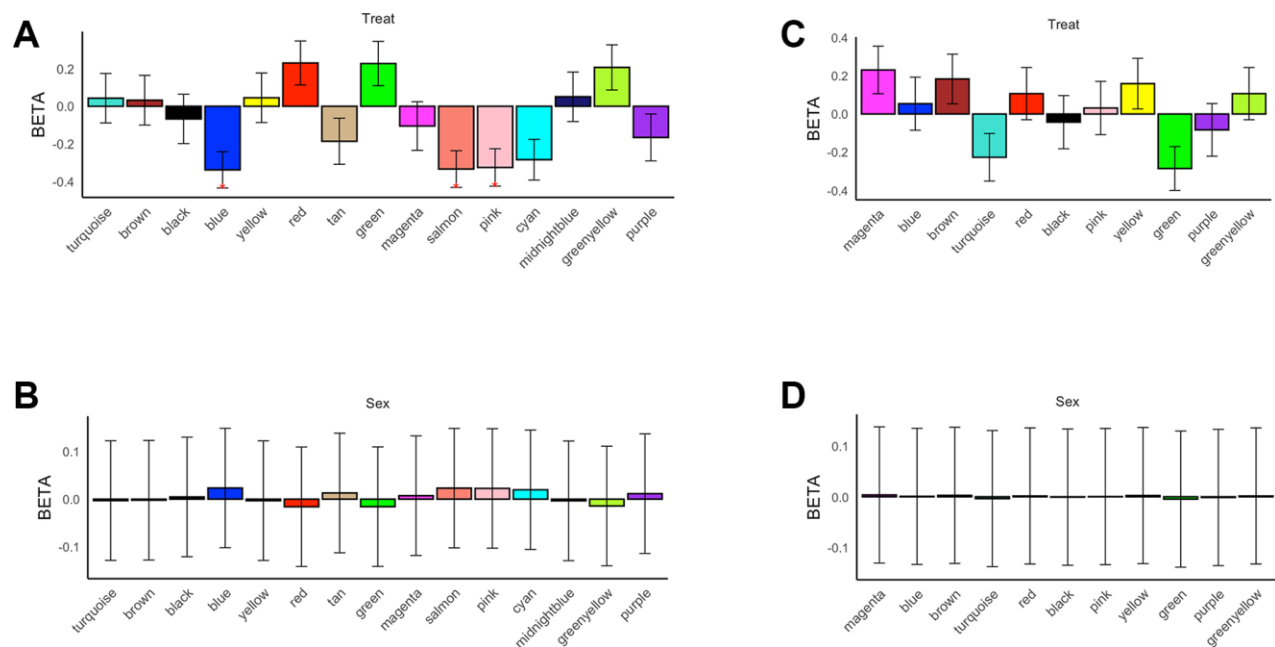 A
Treat
BETA
0.2
0.0
-0.2
-0.4
turquoise
brown
black
blue
yellow
red
tan
green
magenta
salmon
pink
cyan
midnightblue
greenyellow
purple
C
Treat
BETA
0.4
0.2
0.0
-0.2
-0.4
magenta
blue
brown
turquoise
red
black
pink
yellow
green
purple
greenyellow
B
Sex
BETA
0.1
0.0
-0.1
turquoise
brown
black
blue
yellow
red
tan
green
magenta
salmon
pink
cyan
midnightblue
greenyellow
purple
D
Sex
BETA
0.1
0.0
-0.1
magenta
blue
brown
turquoise
red
black
pink
yellow
green
purple
greenyellow